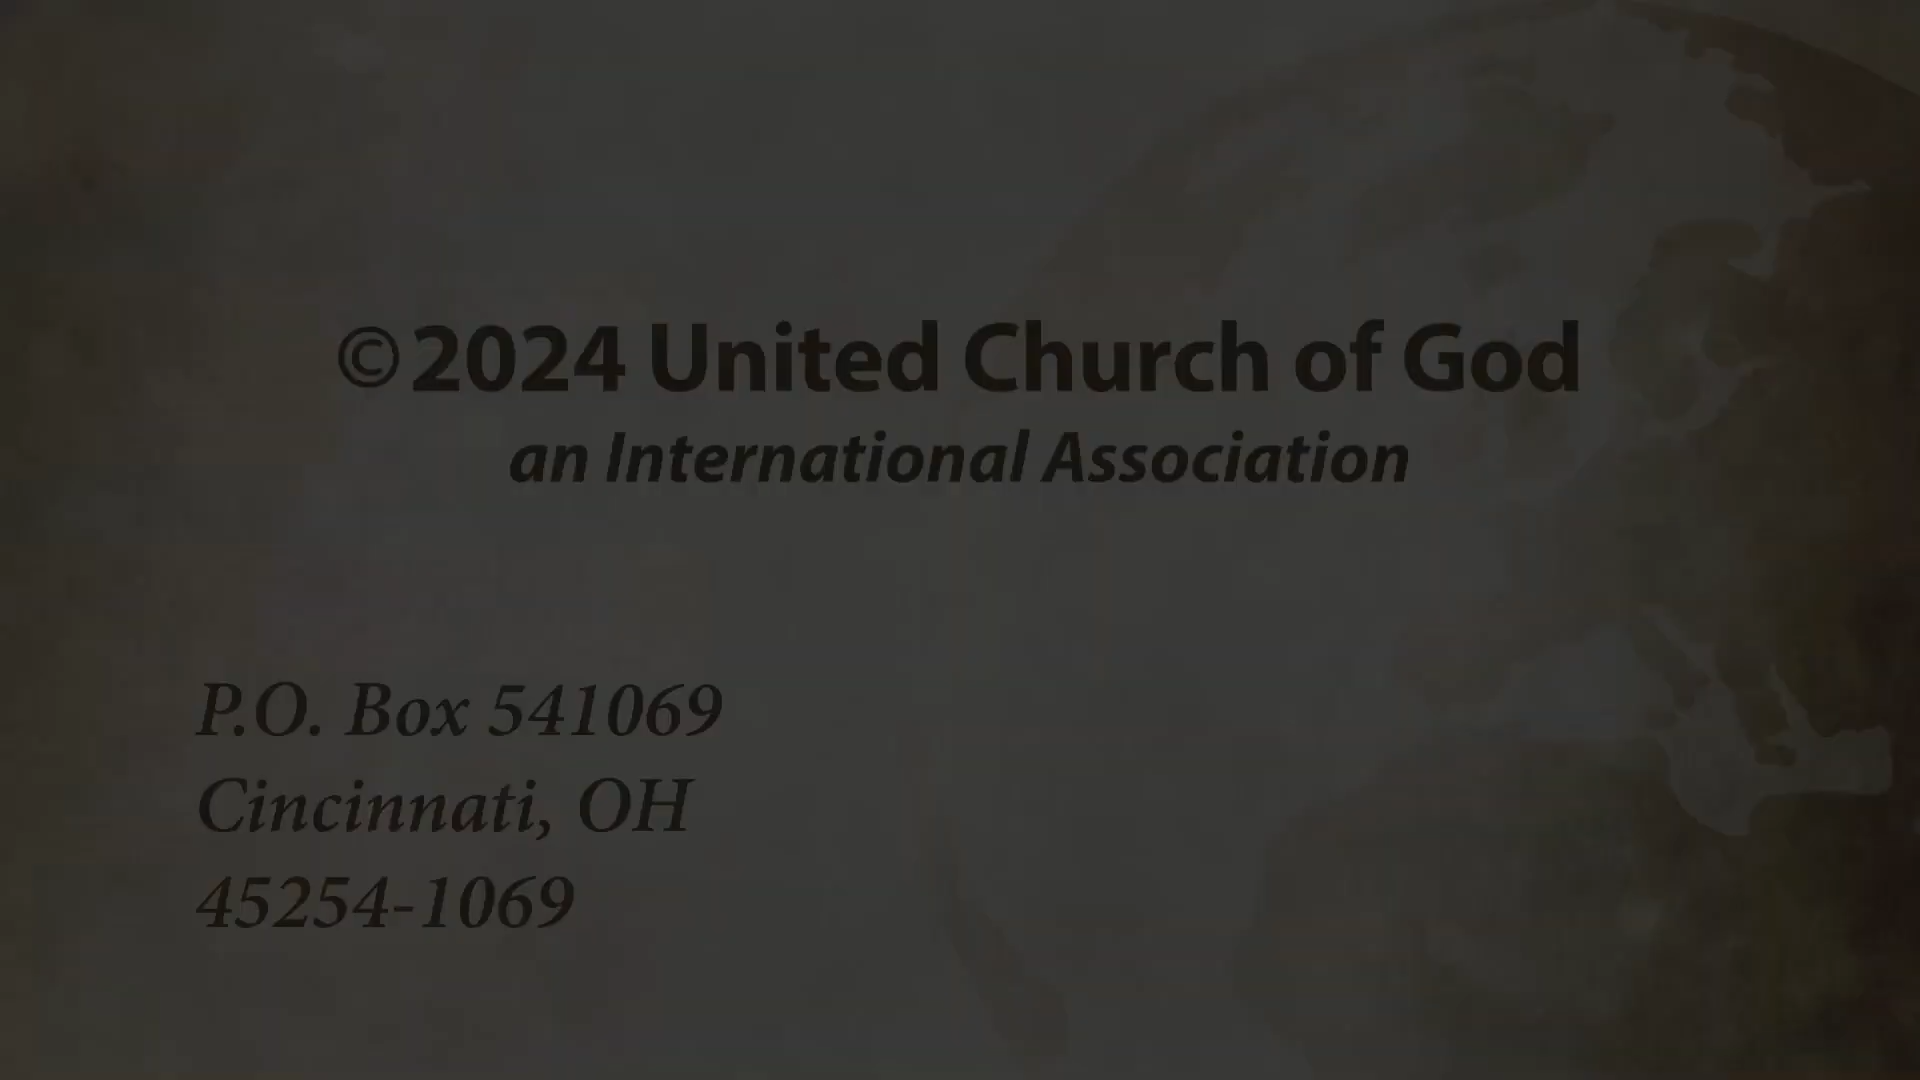 ©2024 United Church of God
an International Association
P.O. Box 541069
Cincinnati, OH
45254-1069